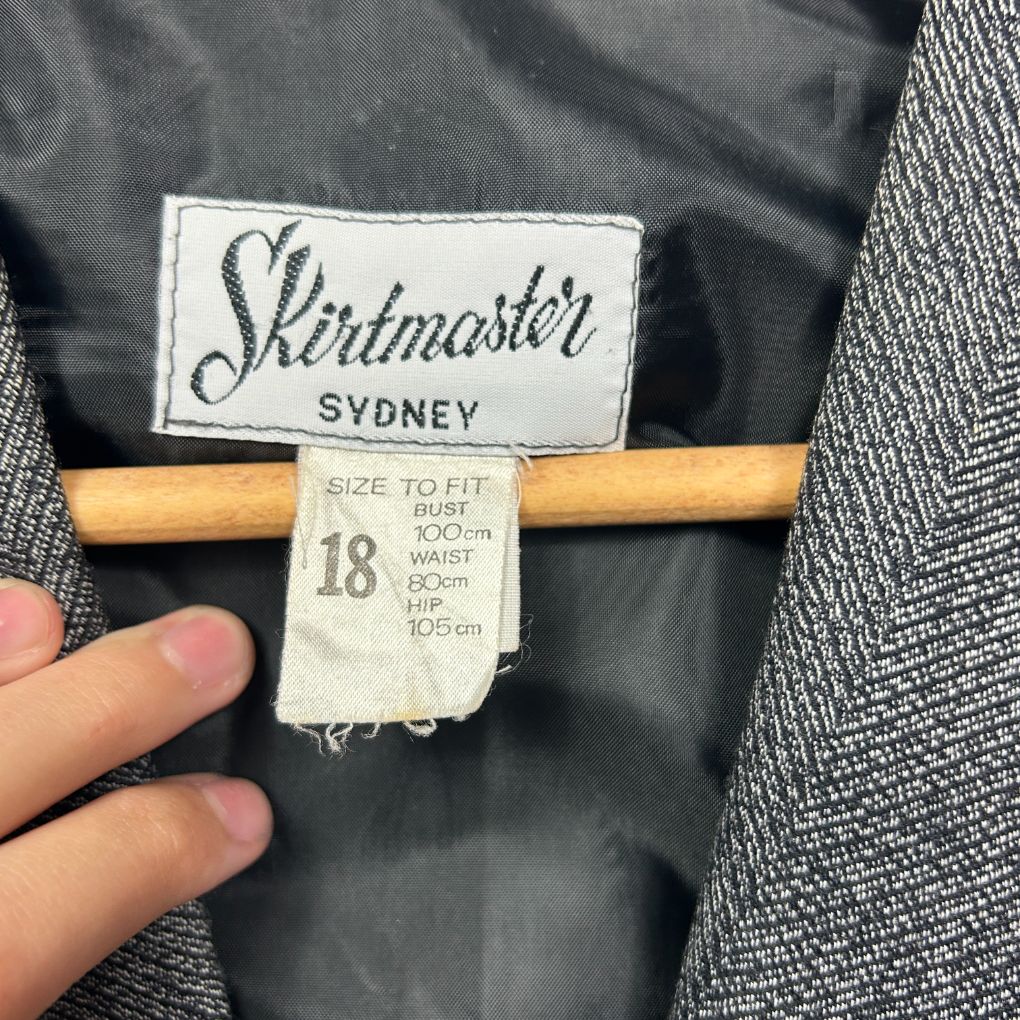 Skirtmaster
SYDNEY
SIZE TO FIT
18
BUST
100cm
WAIST
80cm
HIP
105cm